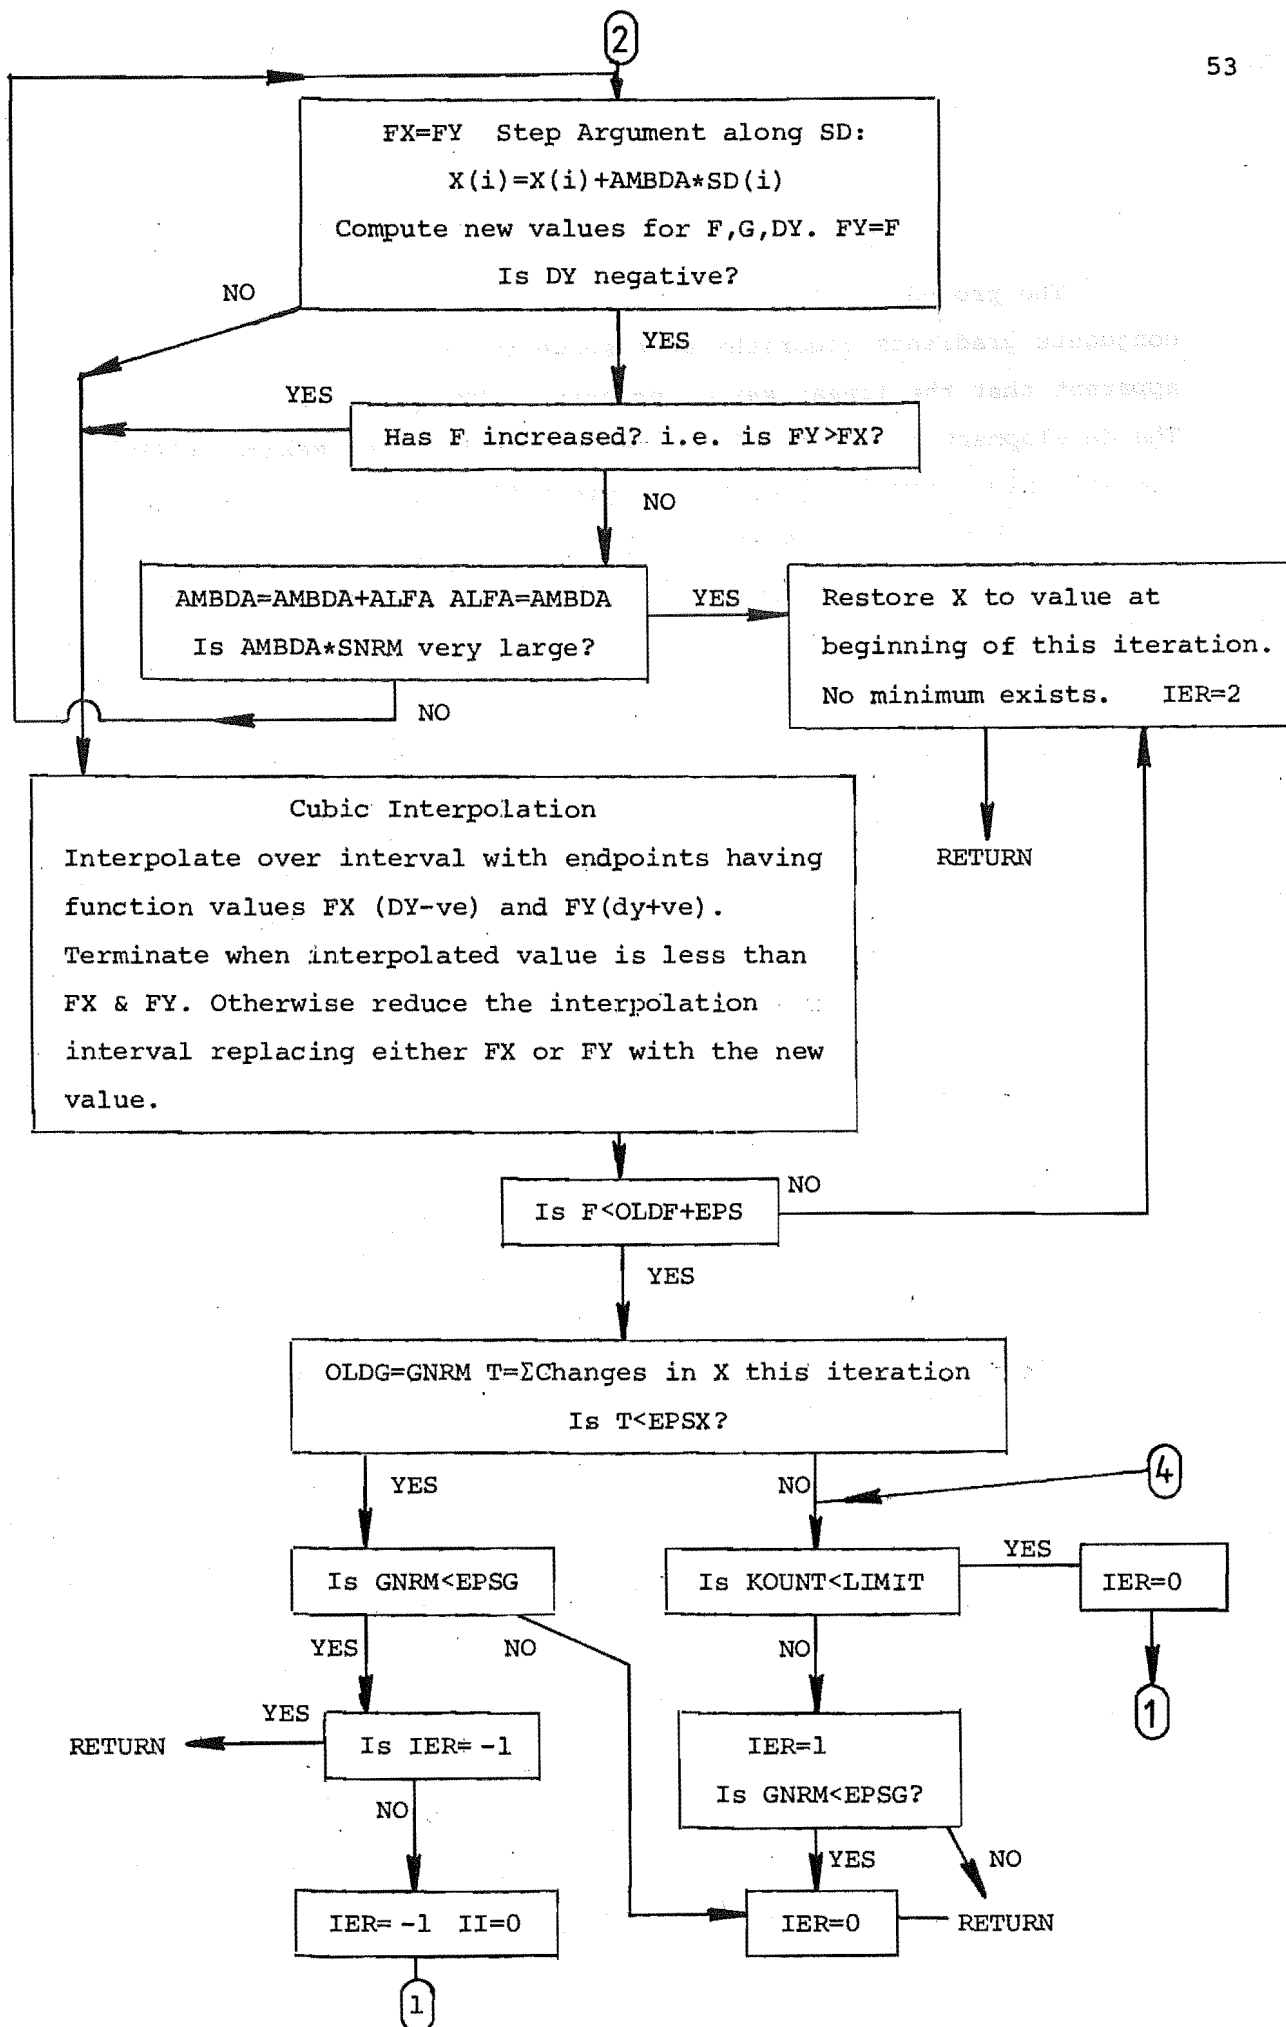 2
53
FX=FY Step Argument along SD:
X(i)=X(i)+AMBDA*SD(i)
Compute new values for F,G,DY. FY=F
Is DY negative?
NO
YES
YES
Has F increased? i.e. is FY>FX?
NO
AMBDA=AMBDA+ALFA ALFA=AMBDA
Is AMBDA*SNRM very large?
YES
NO
Restore X to value at
beginning of this iteration.
No minimum exists. IER=2
RETURN
Cubic Interpolation
Interpolate over interval with endpoints having
function values FX (DY-ve) and FY(dy+ve).
Terminate when interpolated value is less than
FX & FY. Otherwise reduce the interpolation
interval replacing either FX or FY with the new
value.
Is F<OLDF+EPS
NO
YES
OLDG=GNRM T=ΣChanges in X this iteration
Is T<EPSX?
YES
NO
4
Is GNRM<EPSG
Is KOUNT<LIMIT
YES
IER=0
YES
NO
NO
1
YES
RETURN
Is IER= -1
IER=1
Is GNRM<EPSG?
NO
YES
NO
IER= -1 II=0
IER=0
RETURN
1